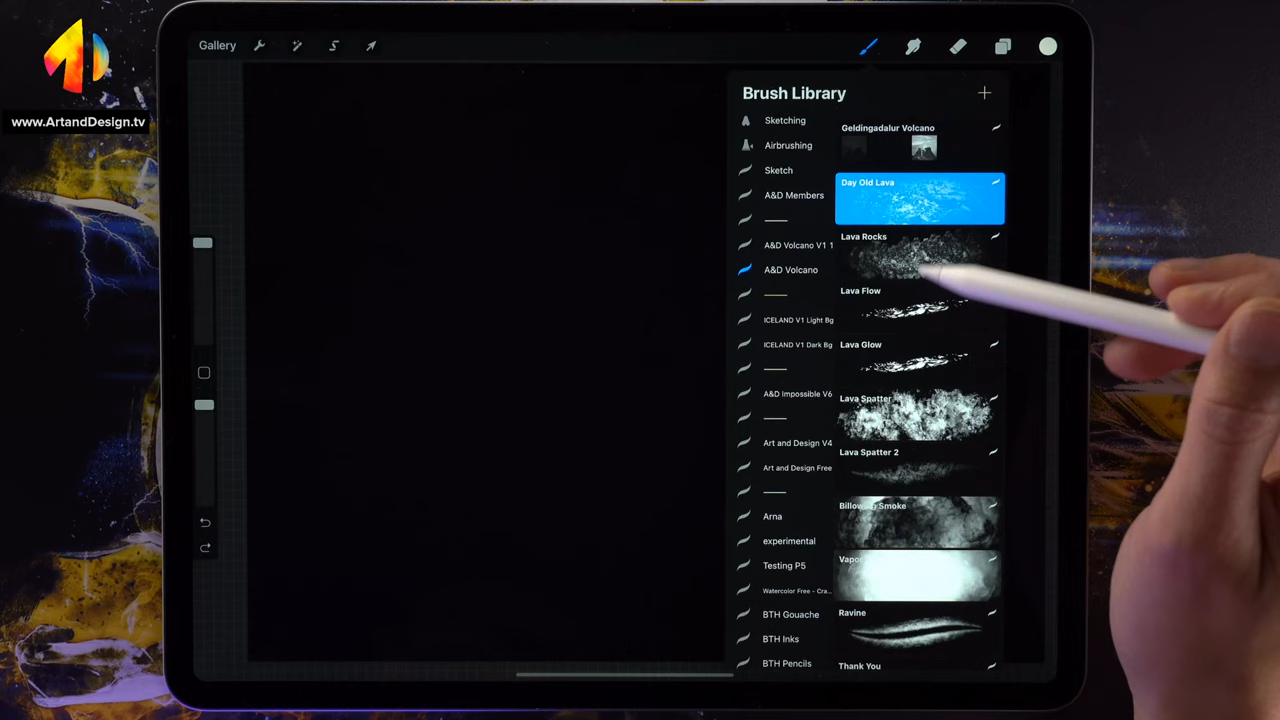 www.ArtandDesign.tv
Gallery
Brush Library
Sketching
Airbrushing
Sketch
A&D Members
A&D Volcano V1 1
A&D Volcano
ICELAND V1 Light Bg
ICELAND V1 Dark Bg
A&D Impossible V6
Art and Design V4
Art and Design Free
Arna
experimental
Testing P5
Watercolor Free - Cra...
BTH Gouache
BTH Inks
BTH Pencils
Geldingadalur Volcano
Day Old Lava
Lava Rocks
Lava Flow
Lava Glow
Lava Spatter
Lava Spatter 2
Smoke
Ravine
Thank You